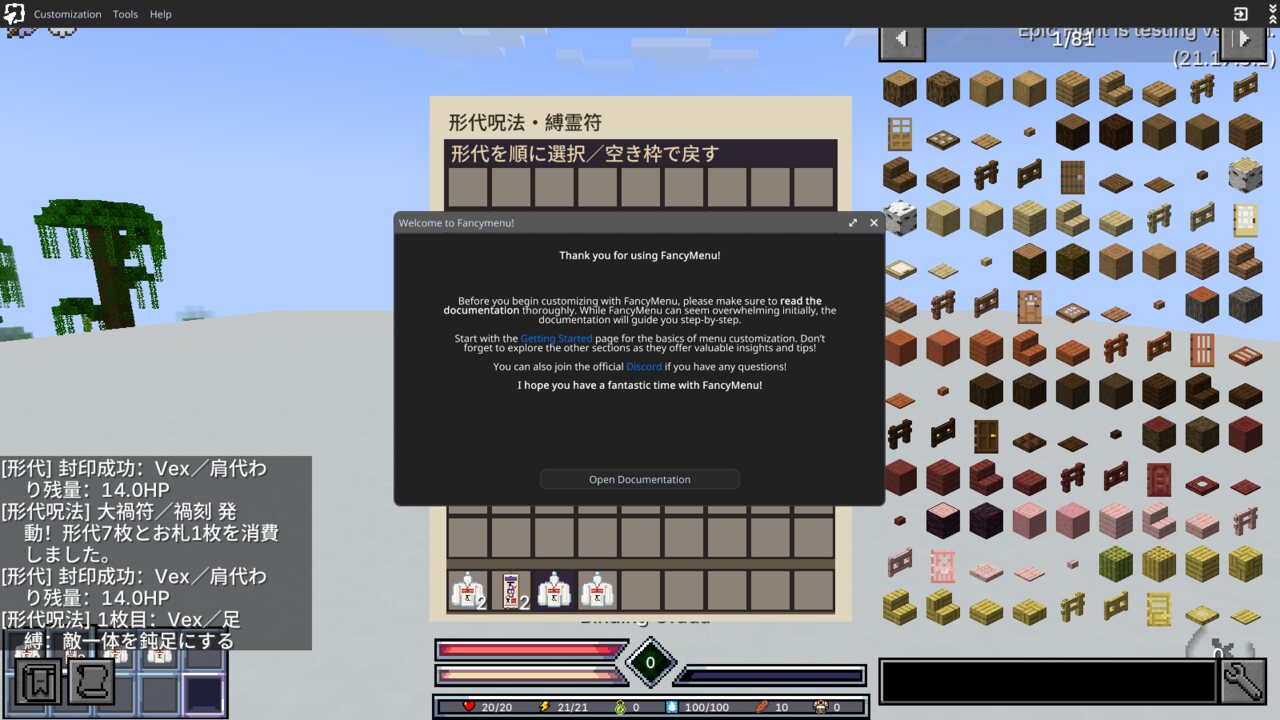 Customization Tools Help
1/81
(21.1
形代呪法・縛霊符
形代を順に選択／空き枠で戻す
Welcome to Fancymenu!
Thank you for using FancyMenu!
Before you begin customizing with FancyMenu, please make sure to read the
documentation thoroughly. While FancyMenu can seem overwhelming initially, the
documentation will guide you step-by-step.
Start with the Getting Started page for the basics of menu customization. Don't
forget to explore the other sections as they offer valuable insights and tips!
You can also join the official Discord if you have any questions!
I hope you have a fantastic time with FancyMenu!
Open Documentation
[形代] 封印成功: Vex／肩代わ
り残量: 14.0HP
[形代呪法] 大禍符／禍刻 発
動! 形代7枚とお札1枚を消費
しました。
[形代] 封印成功: Vex／肩代わ
り残量: 14.0HP
[形代呪法] 1枚目: Vex／足
縛: 敵一体を鈍足にする
2 2
0
20/20 21/21 0 100/100 10 0